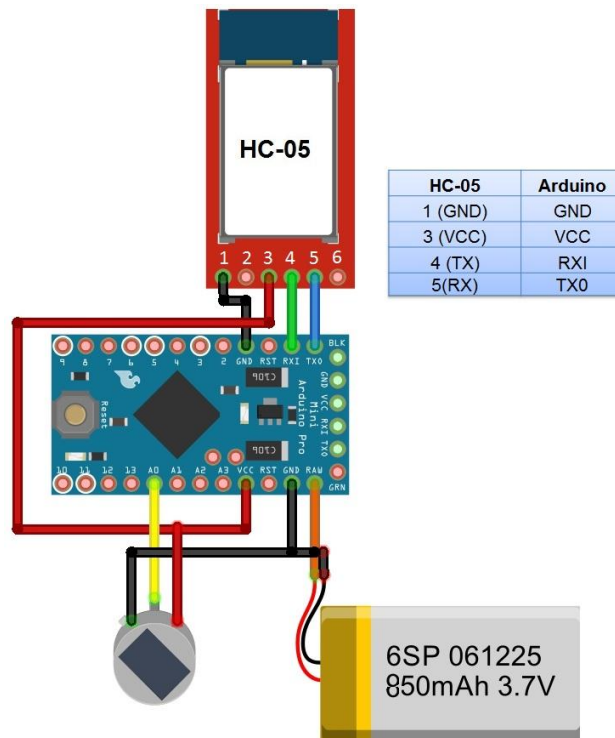 HC-05
1 2 3 4 5 6
HC-05 Arduino
1 (GND) GND
3 (VCC) VCC
4 (TX) RXI
5(RX) TX0
9 8 7 6 5 4 3 2 GND RST RXI TXO
BLK
GND
VCC
RXI
TXO
GRN
Reset
Arduino Pro
Mini
10 11 12 13 A0 A1 A2 A3 VCC RST GND RAW
6SP 061225
850mAh 3.7V